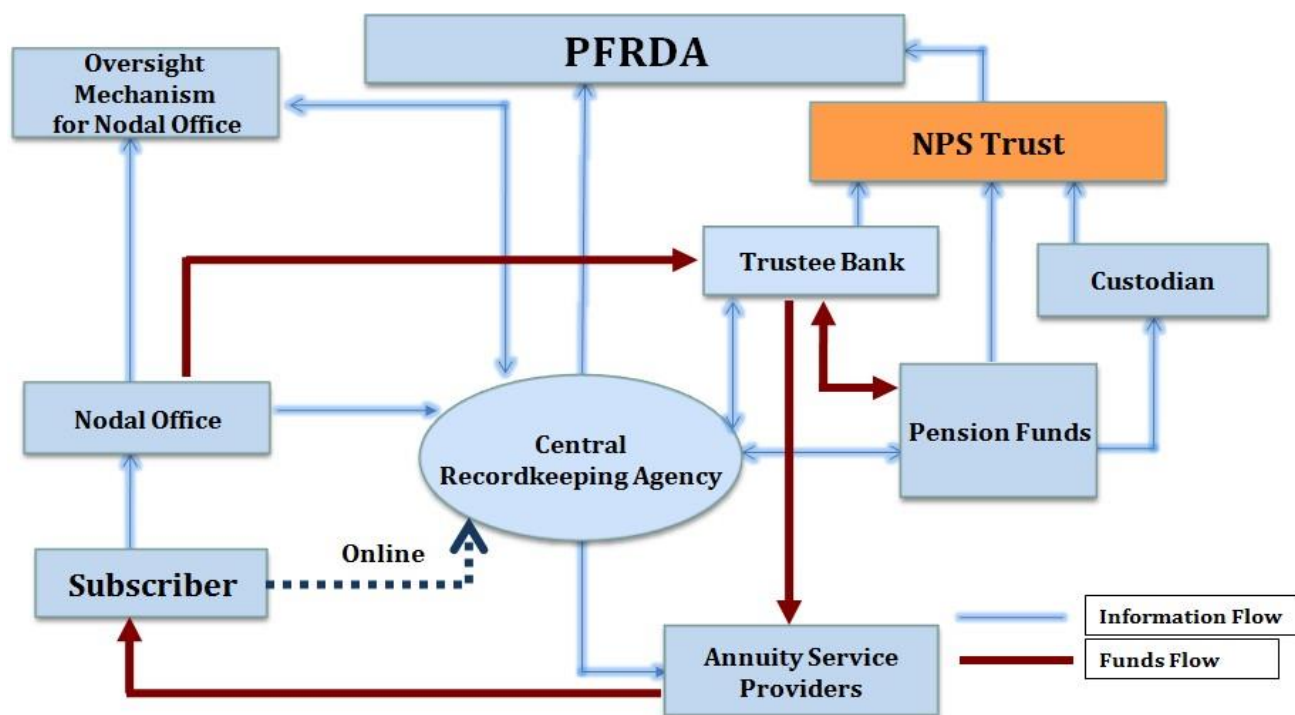 PFRDA
Oversight
Mechanism
for Nodal Office
NPS Trust
Trustee Bank
Custodian
Nodal Office
Central
Recordkeeping Agency
Pension Funds
Online
Subscriber
Annuity Service
Providers
Information Flow
Funds Flow